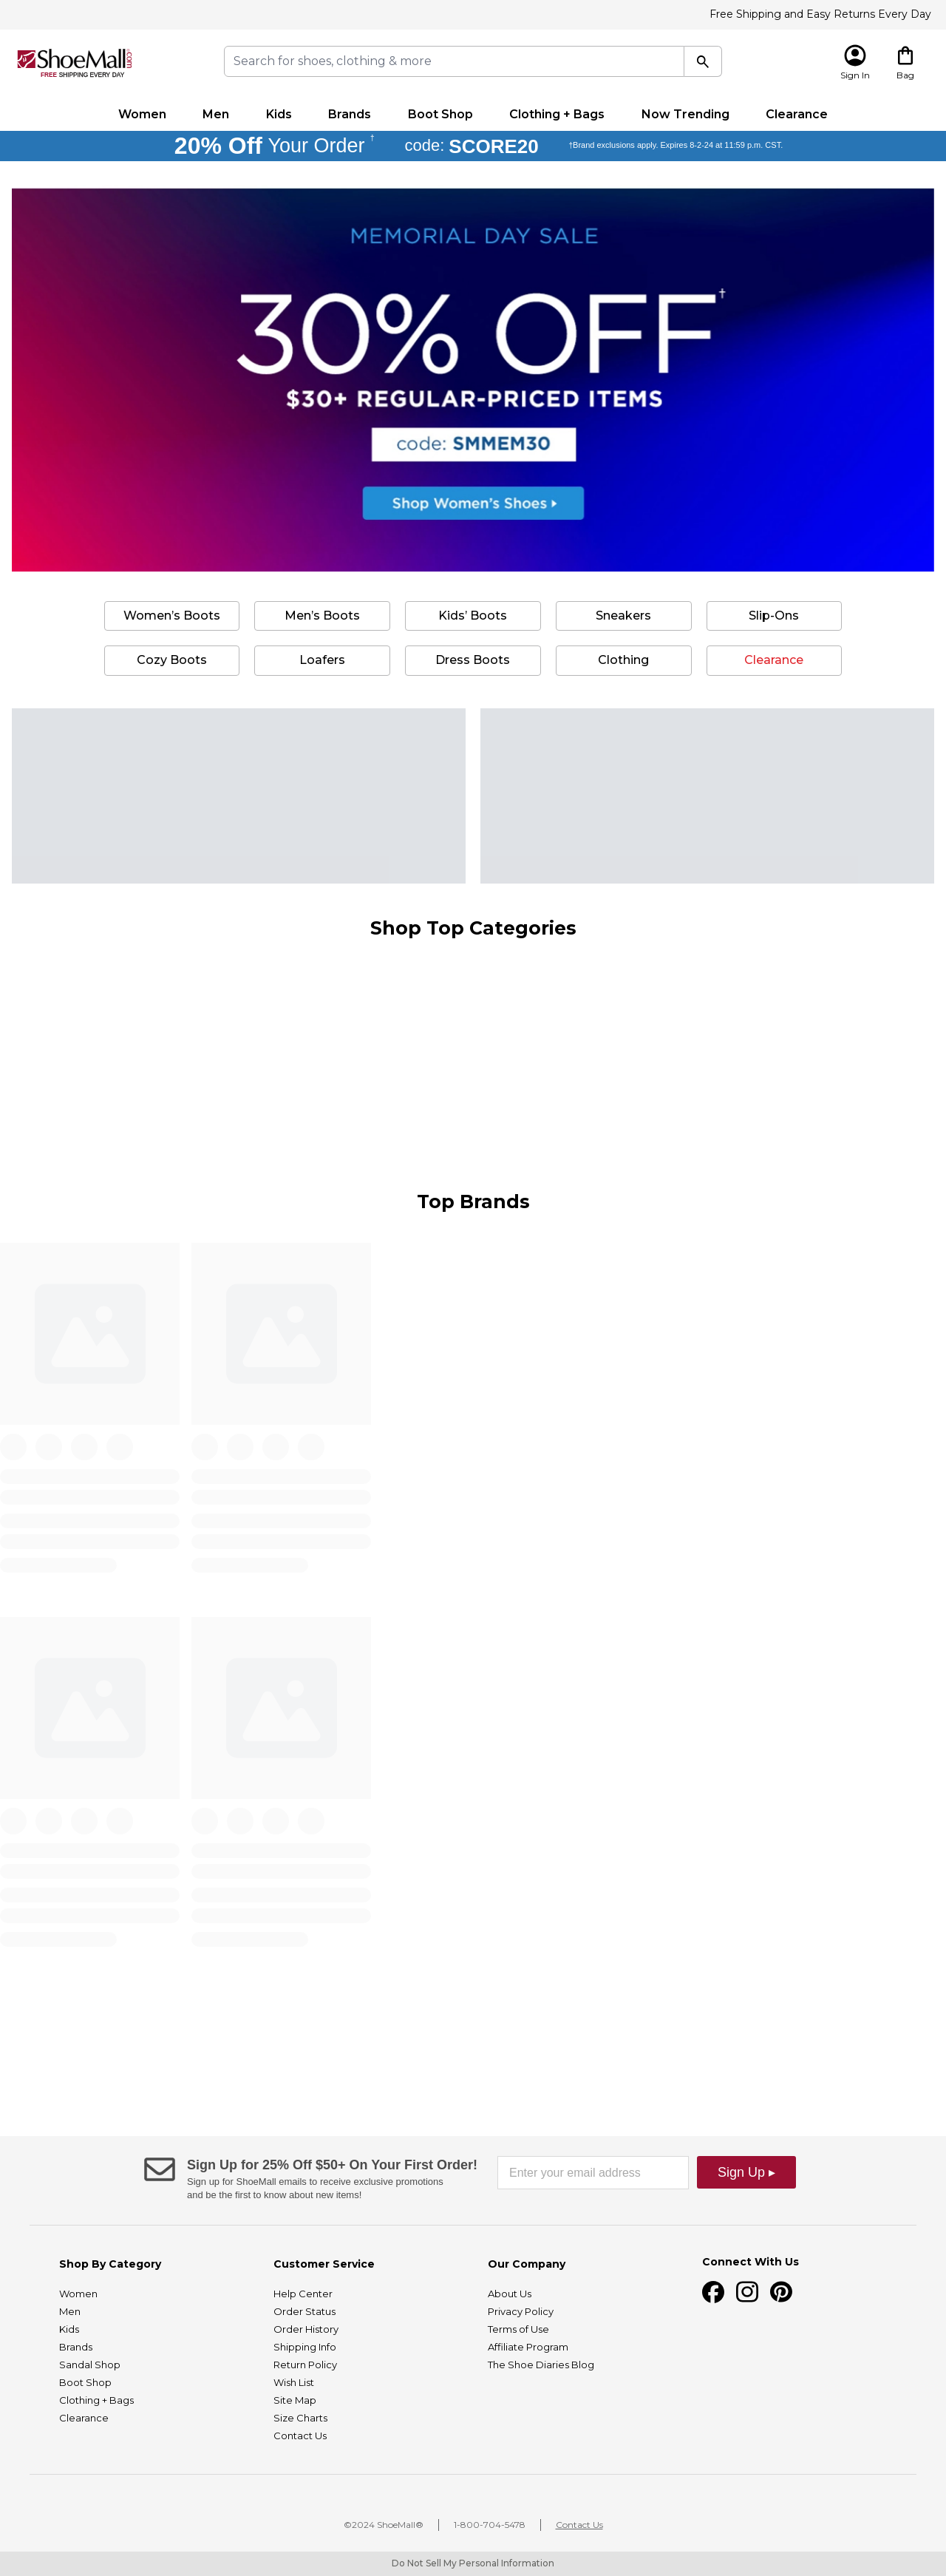 Free Shipping and Easy Returns Every Day
ShoeMall.com
FREE SHIPPING EVERY DAY
Search for shoes, clothing & more
Sign In
Bag
Women Men Kids Brands Boot Shop Clothing + Bags Now Trending Clearance
20% Off Your Order † code: SCORE20 †Brand exclusions apply. Expires 8-2-24 at 11:59 p.m. CST.
MEMORIAL DAY SALE
30% OFF†
$30+ REGULAR-PRICED ITEMS
code: SMMEM30
Shop Women's Shoes ▸
Women's Boots Men's Boots Kids' Boots Sneakers Slip-Ons
Cozy Boots Loafers Dress Boots Clothing Clearance
Shop Top Categories
Top Brands
Sign Up for 25% Off $50+ On Your First Order!
Sign up for ShoeMall emails to receive exclusive promotions
and be the first to know about new items!
Enter your email address
Sign Up ▸
Shop By Category
Women
Men
Kids
Brands
Sandal Shop
Boot Shop
Clothing + Bags
Clearance
Customer Service
Help Center
Order Status
Order History
Shipping Info
Return Policy
Wish List
Site Map
Size Charts
Contact Us
Our Company
About Us
Privacy Policy
Terms of Use
Affiliate Program
The Shoe Diaries Blog
Connect With Us
©2024 ShoeMall® 1-800-704-5478 Contact Us
Do Not Sell My Personal Information